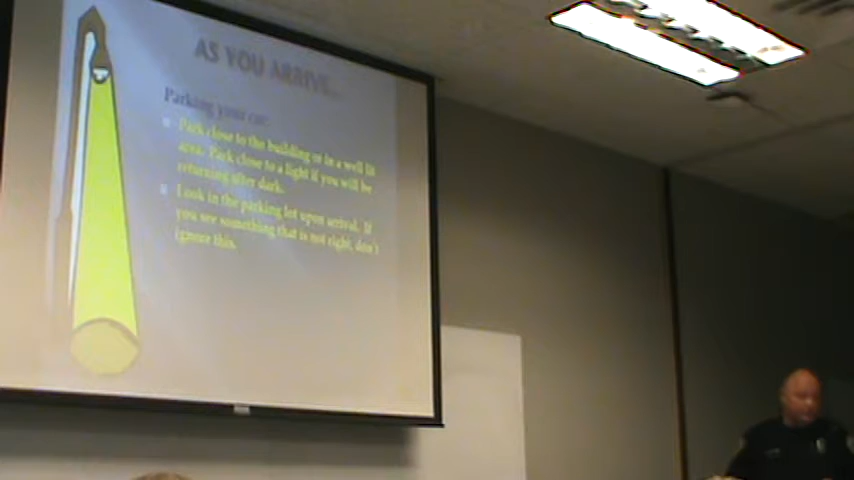 AS YOU ARRIVE...
Parking your car:
Park close to the building or in a well lit
area. Park close to a light if you will be
returning after dark.
Look in the parking lot upon arrival. If
you see something that is not right, don't
ignore this.